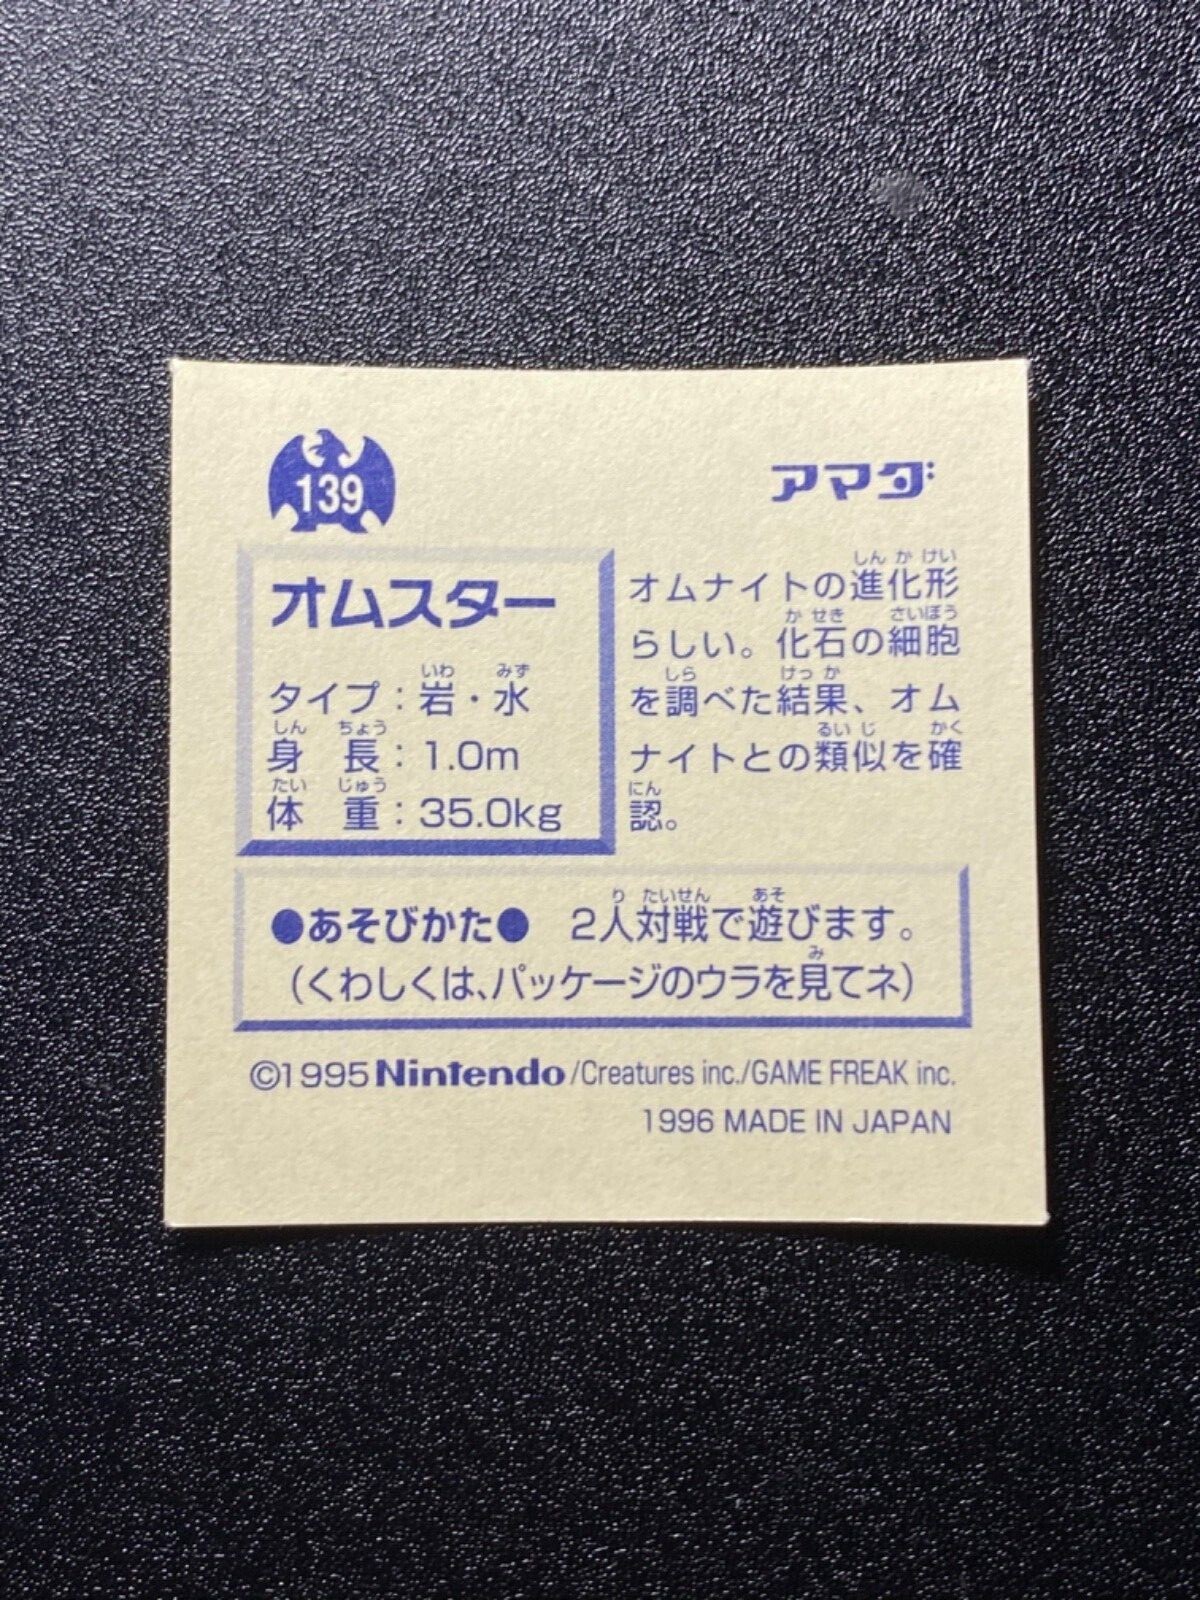 139
アマダ
オムスター
タイプ：岩・水
身長：1.0m
体重：35.0kg
オムナイトの進化形
らしい。化石の細胞
を調べた結果、オム
ナイトとの類似を確
認。
●あそびかた● 2人対戦で遊びます。
（くわしくは、パッケージのウラを見てネ）
©1995 Nintendo/Creatures inc./GAME FREAK inc.
1996 MADE IN JAPAN